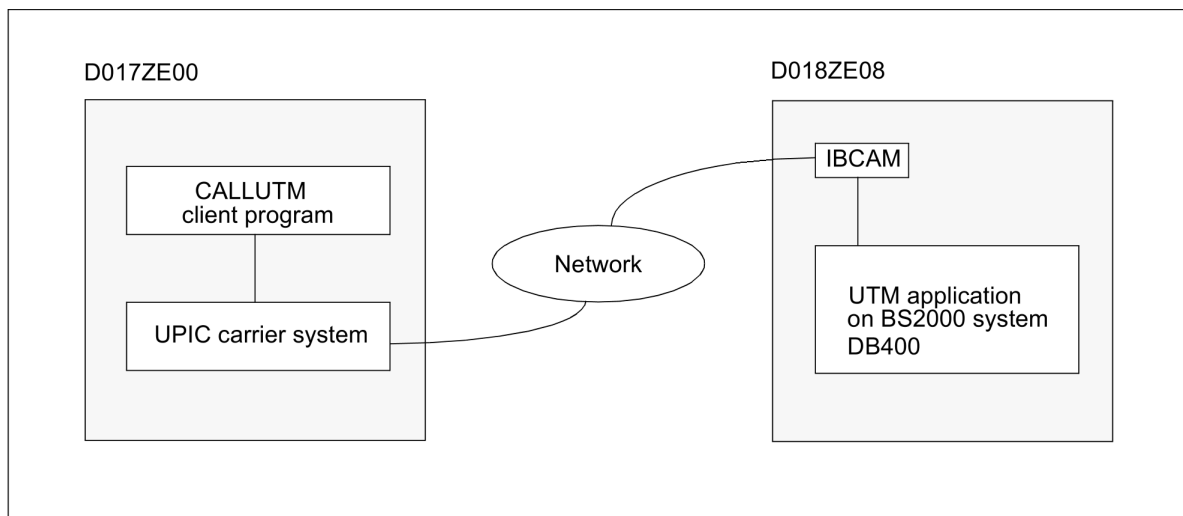 D017ZE00
CALLUTM
client program
UPIC carrier system
Network
D018ZE08
IBCAM
UTM application
on BS2000 system
DB400